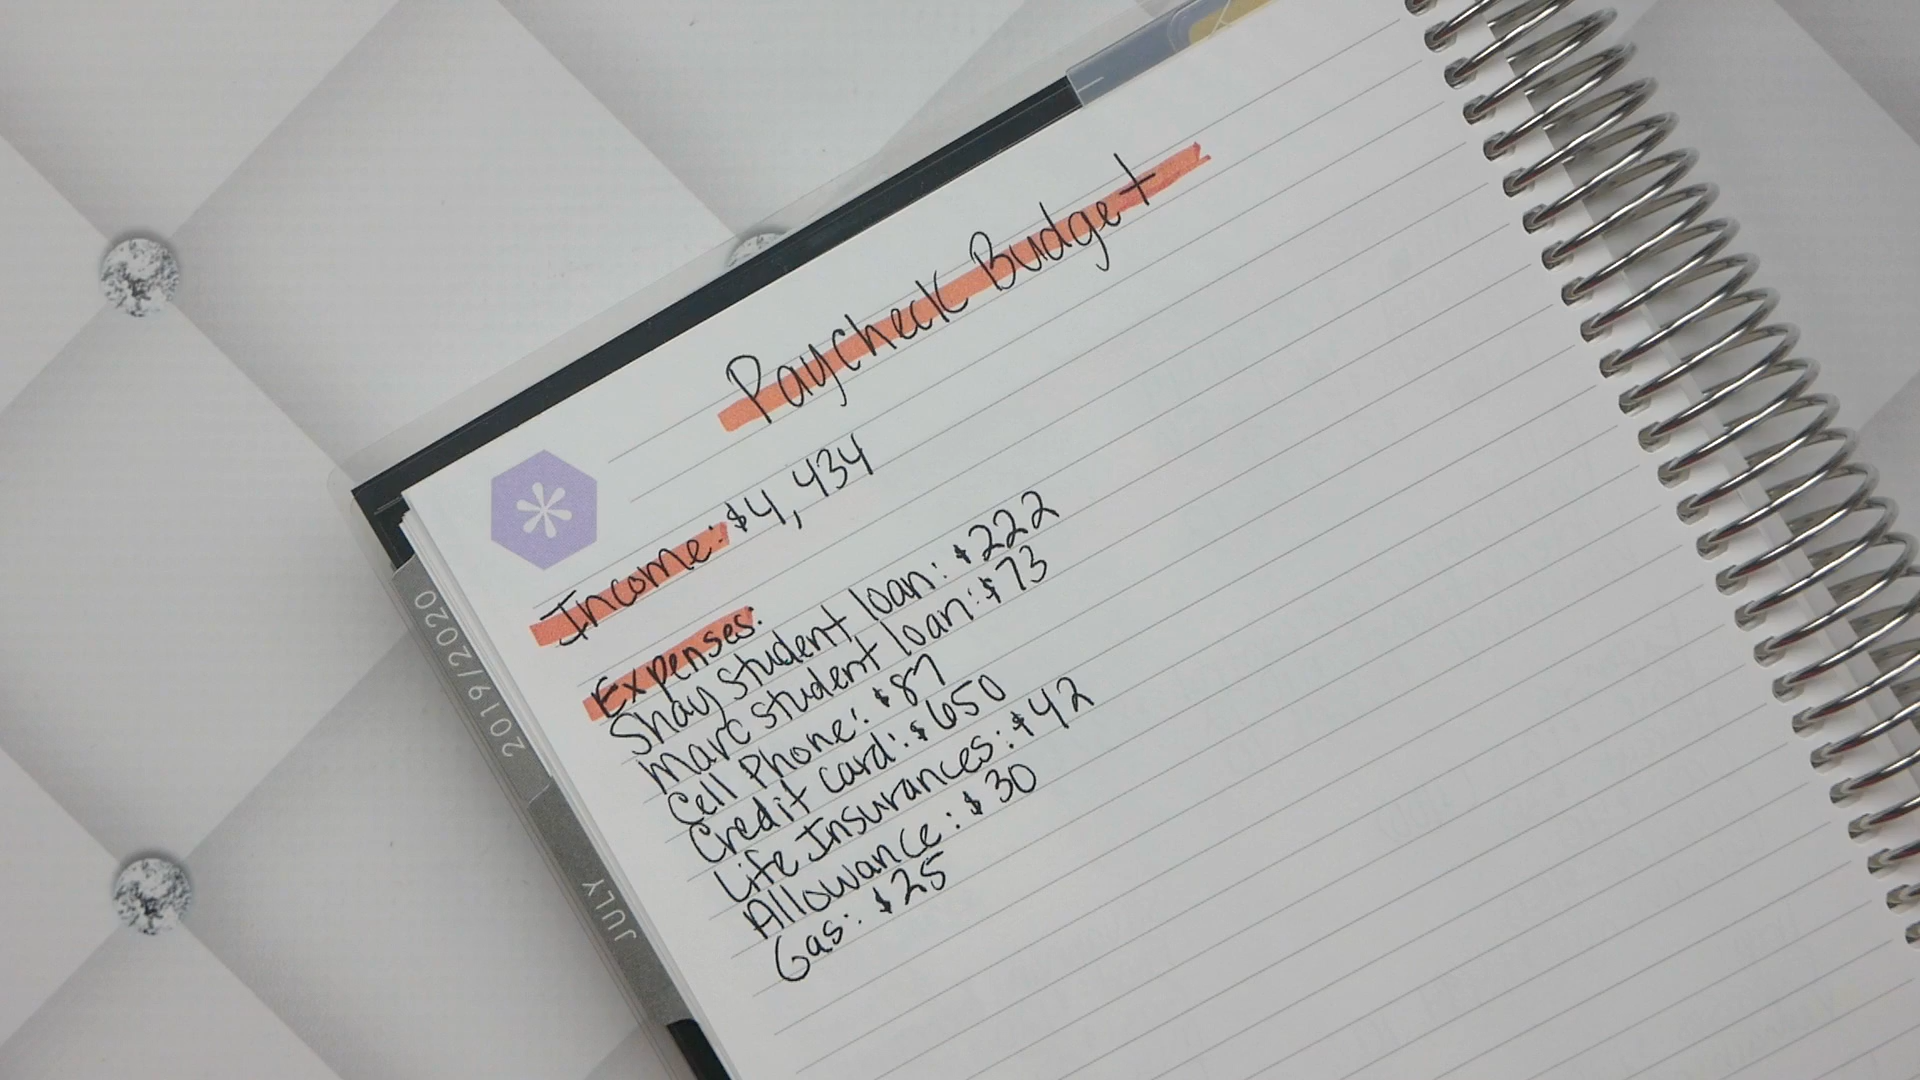 Paycheck Budget
Income: $4,434
Expenses:
Shay Student loan: $222
Marc Student loan: $73
Cell Phone: $87
Credit card: $650
Life Insurances: $42
Allowance: $30
Gas: $25
2019/2020
JULY